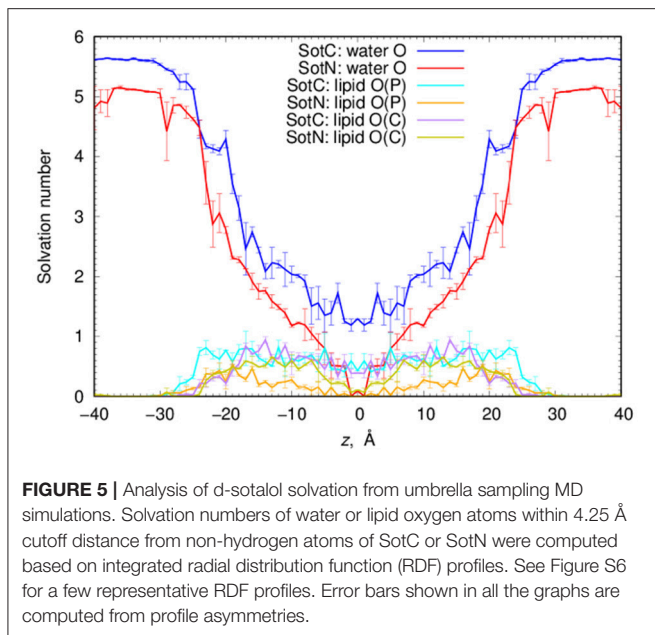 6
5
4
3
2
1
0
Solvation number
SotC: water O
SotN: water O
SotC: lipid O(P)
SotN: lipid O(P)
SotC: lipid O(C)
SotN: lipid O(C)
−40 −30 −20 −10 0 10 20 30 40
z, Å
FIGURE 5 | Analysis of d-sotalol solvation from umbrella sampling MD
simulations. Solvation numbers of water or lipid oxygen atoms within 4.25 Å
cutoff distance from non-hydrogen atoms of SotC or SotN were computed
based on integrated radial distribution function (RDF) profiles. See Figure S6
for a few representative RDF profiles. Error bars shown in all the graphs are
computed from profile asymmetries.